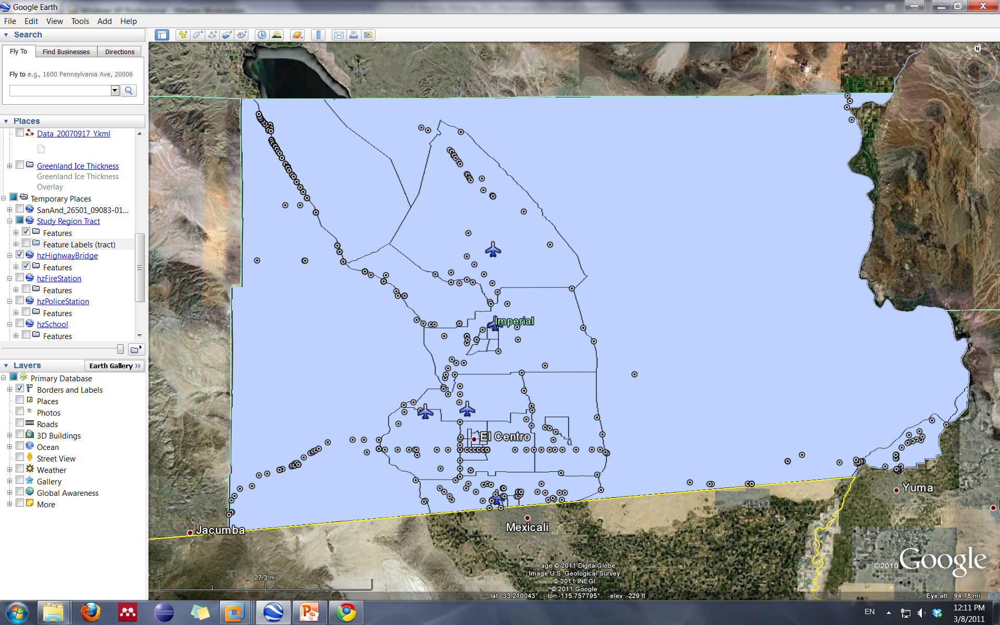 Google Earth
File Edit View Tools Add Help
Search
Fly To Find Businesses Directions
Fly to e.g., 1600 Pennsylvania Ave, 20006
Places
Data_20070917_Y.kml
Greenland Ice Thickness
Greenland Ice Thickness
Overlay
Temporary Places
SanAnd_26501_09083-01...
Study Region Tract
Features
Feature Labels (tract)
hzHighwayBridge
Features
hzFireStation
Features
hzPoliceStation
Features
hzSchool
Features
Layers
Earth Gallery >>
Primary Database
Borders and Labels
Places
Photos
Roads
3D Buildings
Ocean
Street View
Weather
Gallery
Global Awareness
More
N
Imperial
El Centro
Yuma
Mexicali
Jacumba
27.3 mi
Image © 2011 DigitalGlobe
Image U.S. Geological Survey
© 2011 INEGI
© 2011 Google
©2010 Google
lat 33.210043° lon -115.757795° elev -229 ft
Eye alt 94.78 mi
EN
12:11 PM
3/8/2011